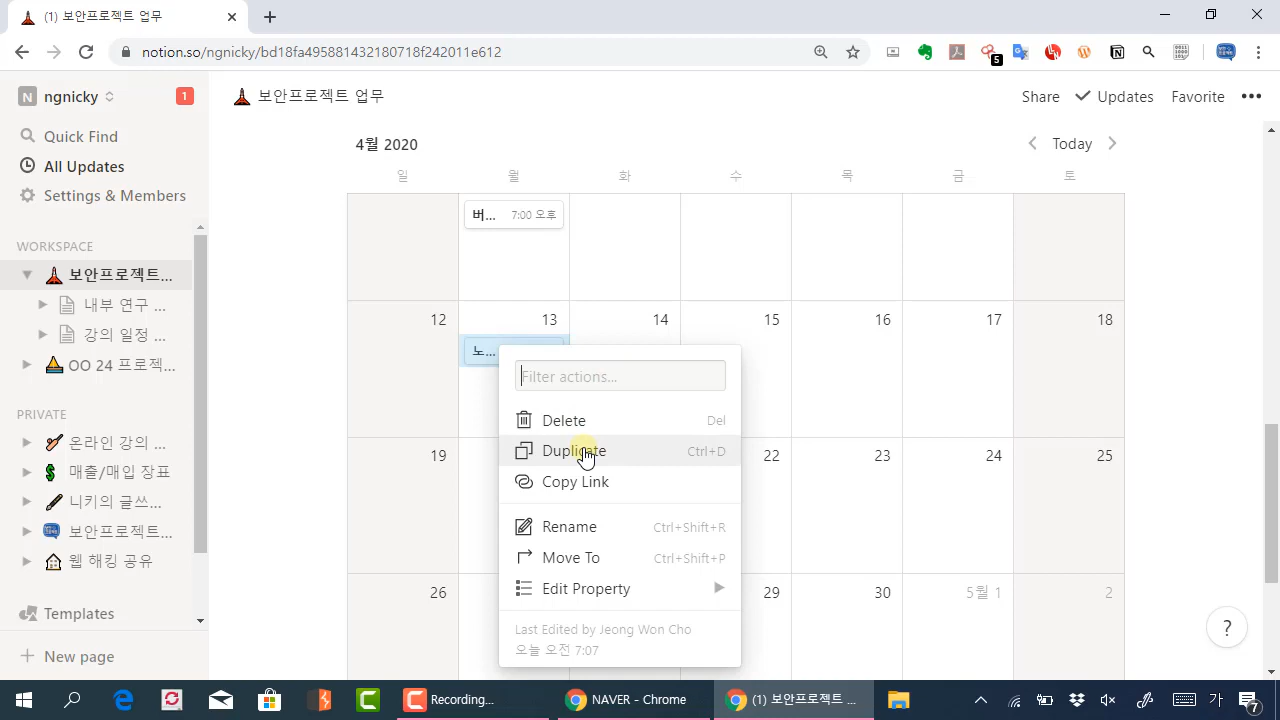 (1) 보안프로젝트 업무
notion.so/ngnicky/bd18fa495881432180718f242011e612
5
N ngnicky 1
Quick Find
All Updates
Settings & Members
WORKSPACE
보안프로젝트...
내부 연구 ...
강의 일정 ...
OO 24 프로젝...
PRIVATE
온라인 강의 ...
매출/매입 장표
니키의 글쓰...
보안프로젝트...
웹 해킹 공유
Templates
New page
보안프로젝트 업무
Share Updates Favorite
4월 2020
Today
일 월 화 수 목 금 토
버... 7:00 오후
12 13 14 15 16 17 18
노...
Filter actions...
Delete Del
Duplicate Ctrl+D
Copy Link
Rename Ctrl+Shift+R
Move To Ctrl+Shift+P
Edit Property
Last Edited by Jeong Won Cho
오늘 오전 7:07
19 22 23 24 25
26 29 30 5월 1 2
?
Recording...
NAVER - Chrome
(1) 보안프로젝트 ...
가
7